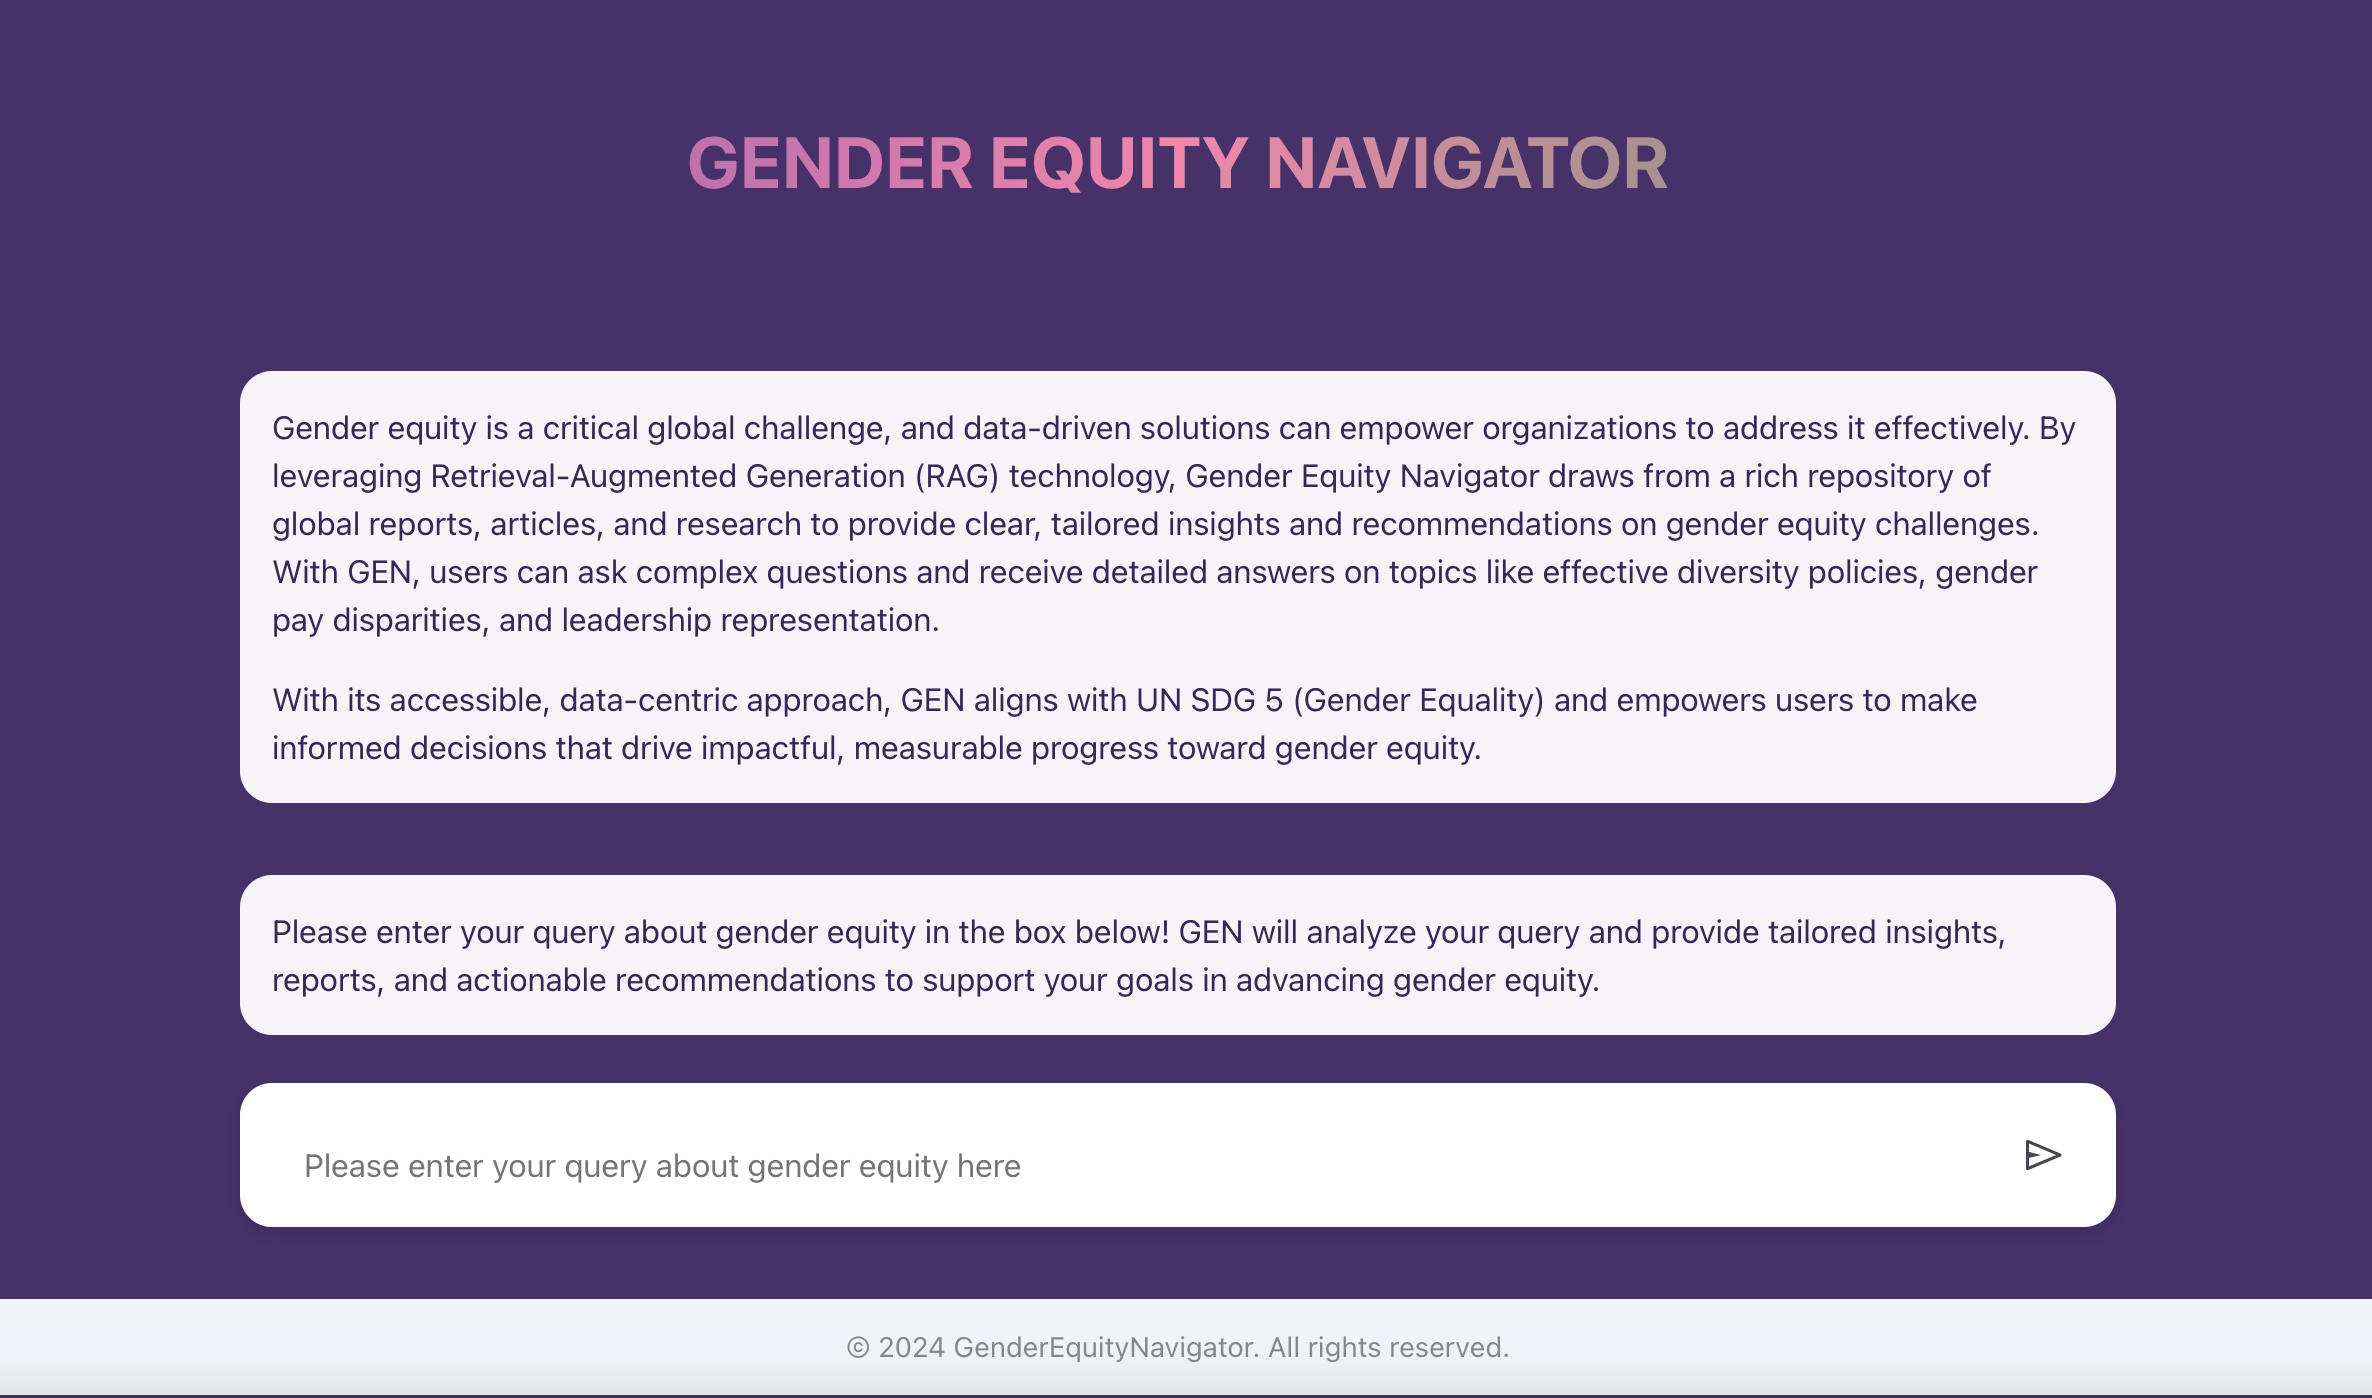 GENDER EQUITY NAVIGATOR
Gender equity is a critical global challenge, and data-driven solutions can empower organizations to address it effectively. By
leveraging Retrieval-Augmented Generation (RAG) technology, Gender Equity Navigator draws from a rich repository of
global reports, articles, and research to provide clear, tailored insights and recommendations on gender equity challenges.
With GEN, users can ask complex questions and receive detailed answers on topics like effective diversity policies, gender
pay disparities, and leadership representation.
With its accessible, data-centric approach, GEN aligns with UN SDG 5 (Gender Equality) and empowers users to make
informed decisions that drive impactful, measurable progress toward gender equity.
Please enter your query about gender equity in the box below! GEN will analyze your query and provide tailored insights,
reports, and actionable recommendations to support your goals in advancing gender equity.
Please enter your query about gender equity here
© 2024 GenderEquityNavigator. All rights reserved.